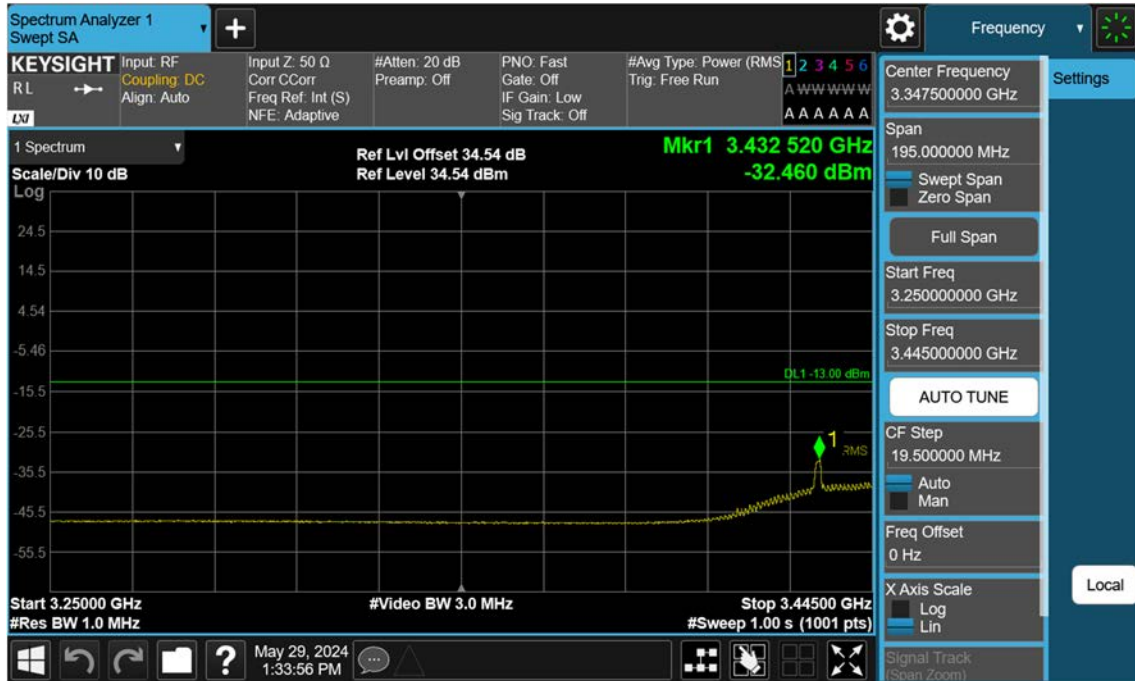 Spectrum Analyzer 1
Swept SA
+
Frequency
KEYSIGHT
R L
LXI
Input: RF
Coupling: DC
Align: Auto
Input Z: 50 Ω
Corr CCorr
Freq Ref: Int (S)
NFE: Adaptive
#Atten: 20 dB
Preamp: Off
PNO: Fast
Gate: Off
IF Gain: Low
Sig Track: Off
#Avg Type: Power (RMS
Trig: Free Run
1 2 3 4 5 6
A W W W W W
A A A A A A
1 Spectrum
Scale/Div 10 dB
Log
Ref Lvl Offset 34.54 dB
Ref Level 34.54 dBm
Mkr1 3.432 520 GHz
-32.460 dBm
24.5
14.5
4.54
-5.46
DL1 -13.00 dBm
-15.5
-25.5
1
RMS
-35.5
-45.5
-55.5
Start 3.25000 GHz
#Video BW 3.0 MHz
Stop 3.44500 GHz
#Res BW 1.0 MHz
#Sweep 1.00 s (1001 pts)
Center Frequency
3.347500000 GHz
Settings
Span
195.000000 MHz
Swept Span
Zero Span
Full Span
Start Freq
3.250000000 GHz
Stop Freq
3.445000000 GHz
AUTO TUNE
CF Step
19.500000 MHz
Auto
Man
Freq Offset
0 Hz
X Axis Scale
Log
Lin
Local
Signal Track
(Span Zoom)
?
May 29, 2024
1:33:56 PM